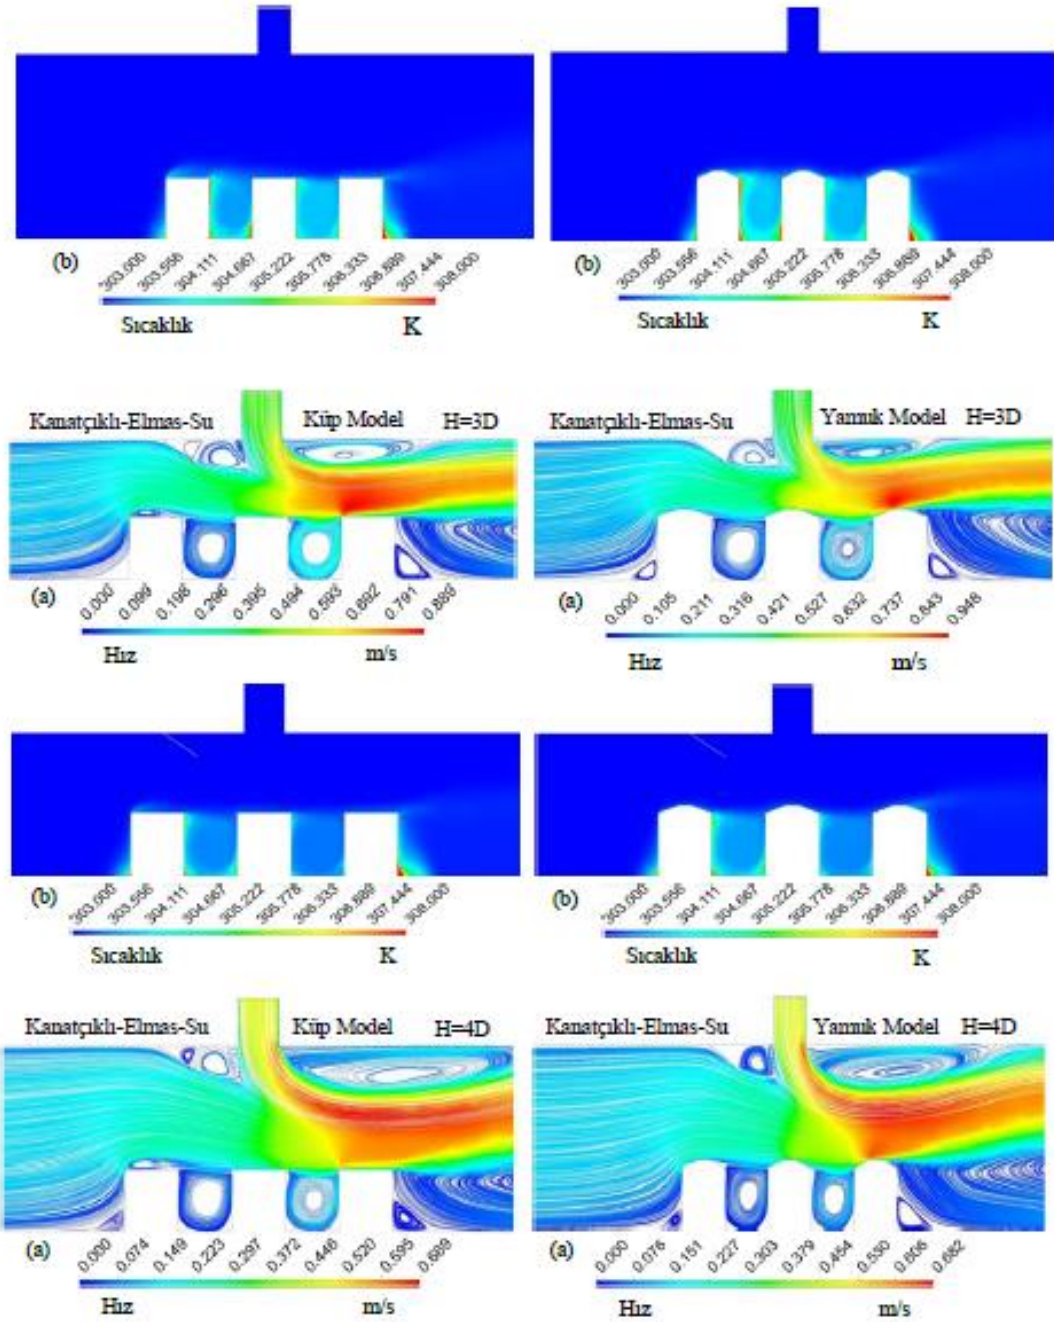 (b) 303.000 303.556 304.111 304.667 305.222 305.778 306.333 306.889 307.444 308.000
Sıcaklık K
(b) 303.000 303.556 304.111 304.667 305.222 305.778 306.333 306.889 307.444 308.000
Sıcaklık K
Kanatçıklı-Elmas-Su Küp Model H=3D
(a) 0.000 0.099 0.198 0.296 0.395 0.494 0.593 0.692 0.791 0.889
Hız m/s
Kanatçıklı-Elmas-Su Yamuk Model H=3D
(a) 0.000 0.105 0.211 0.316 0.421 0.527 0.632 0.737 0.843 0.948
Hız m/s
(b) 303.000 303.556 304.111 304.667 305.222 305.778 306.333 306.889 307.444 308.000
Sıcaklık K
(b) 303.000 303.556 304.111 304.667 305.222 305.778 306.333 306.889 307.444 308.000
Sıcaklık K
Kanatçıklı-Elmas-Su Küp Model H=4D
(a) 0.000 0.074 0.149 0.223 0.297 0.372 0.446 0.520 0.595 0.669
Hız m/s
Kanatçıklı-Elmas-Su Yamuk Model H=4D
(a) 0.000 0.076 0.151 0.227 0.303 0.379 0.454 0.530 0.606 0.682
Hız m/s